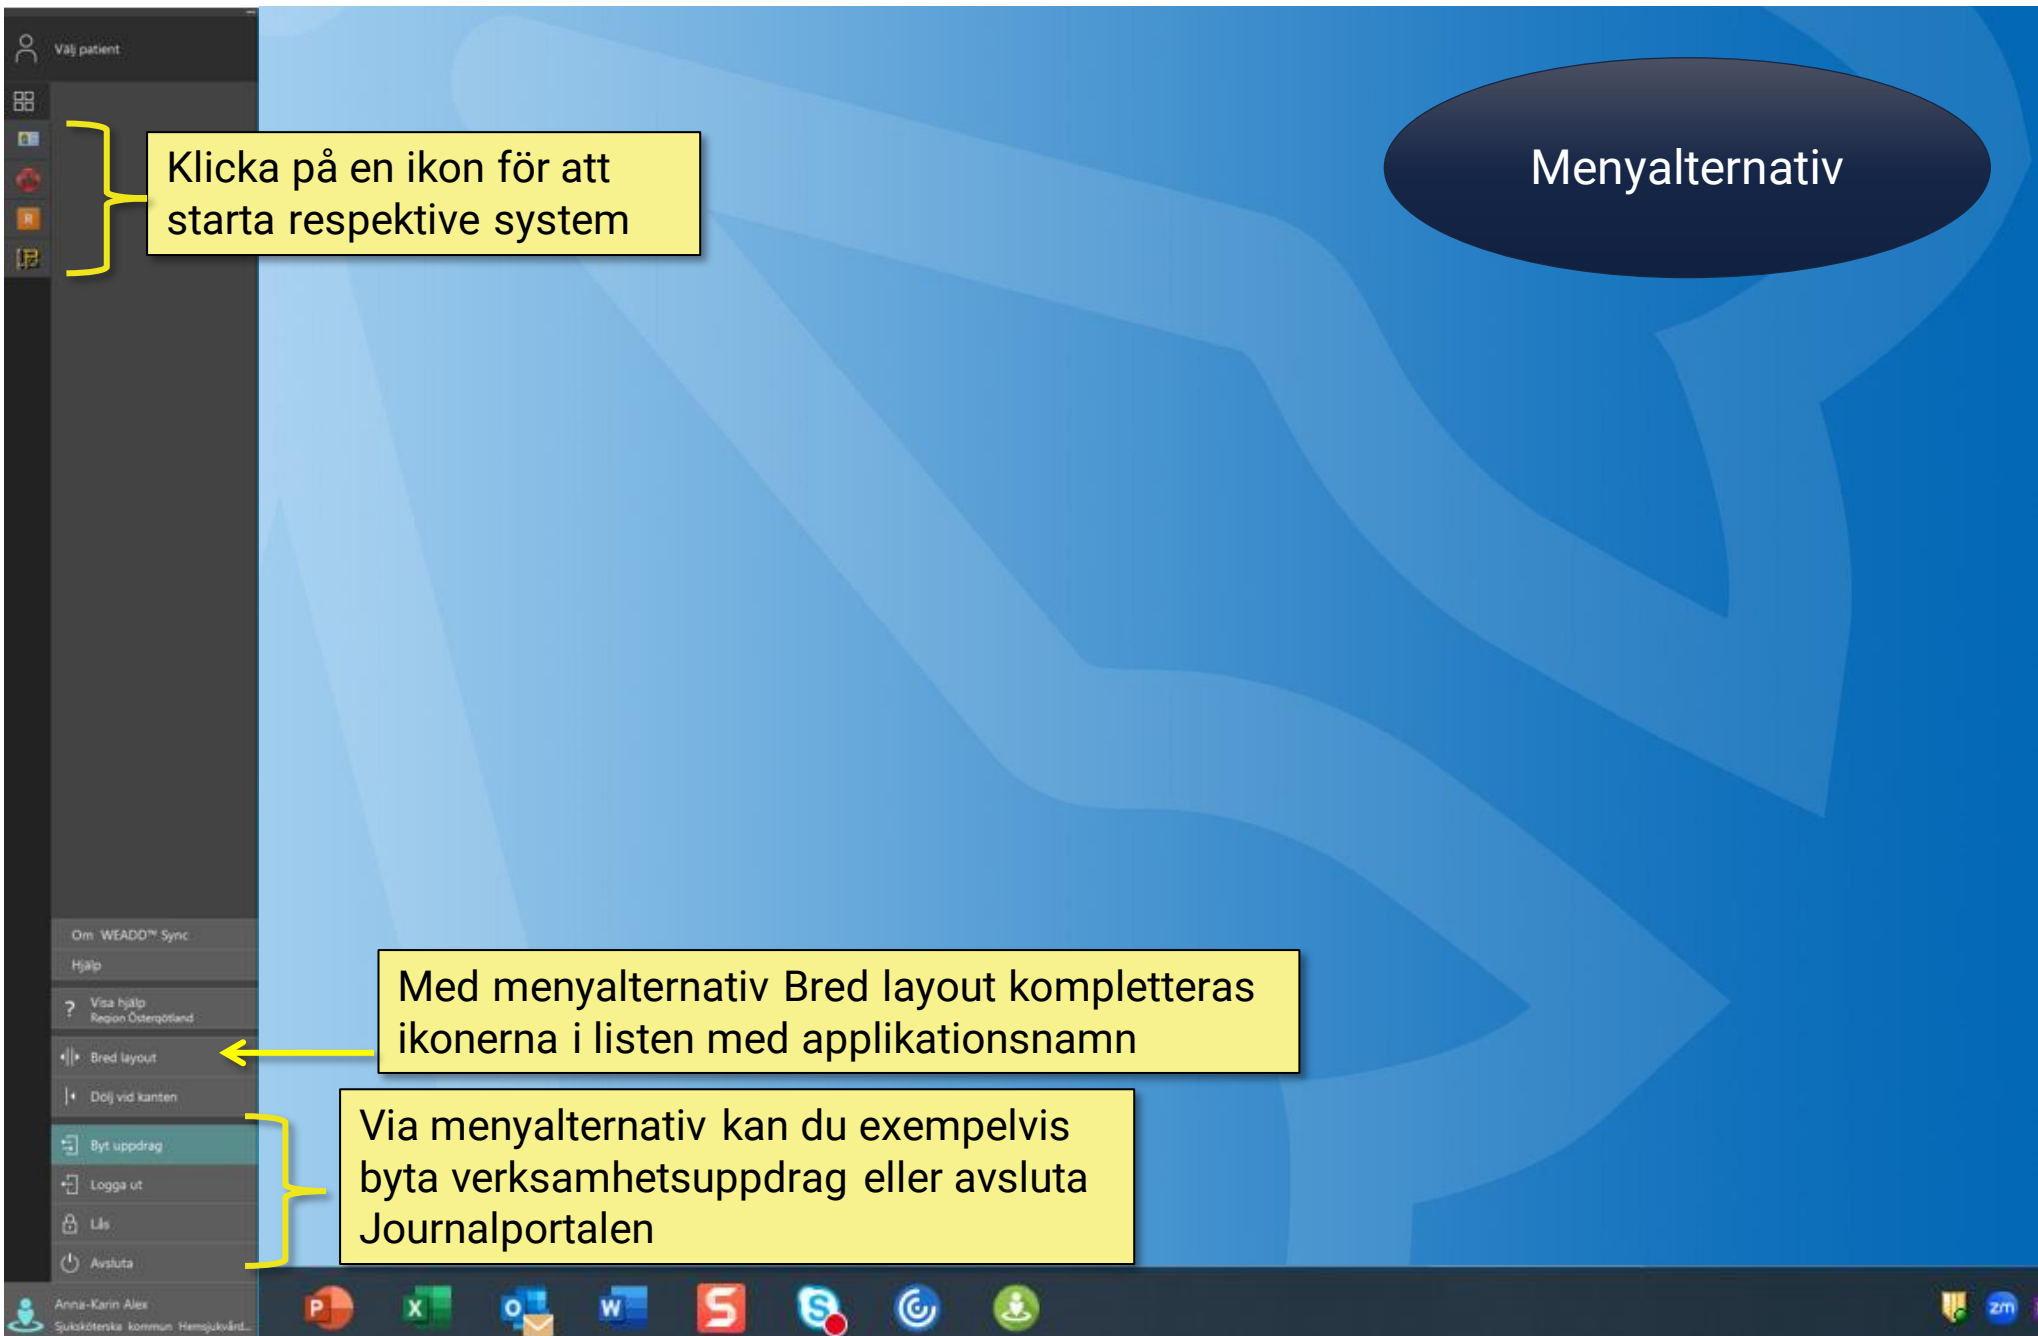 Välj patient
Menyalternativ
Klicka på en ikon för att
starta respektive system
R
Om WEADD™ Sync
Hjälp
? Visa hjälp
Region Östergötland
Bred layout
Dölj vid kanten
Byt uppdrag
Logga ut
Lås
Avsluta
Med menyalternativ Bred layout kompletteras
ikonerna i listen med applikationsnamn
Via menyalternativ kan du exempelvis
byta verksamhetsuppdrag eller avsluta
Journalportalen
Anna-Karin Alex
Sjuksköterska kommun Hemsjukvård...
P X O W S S zm